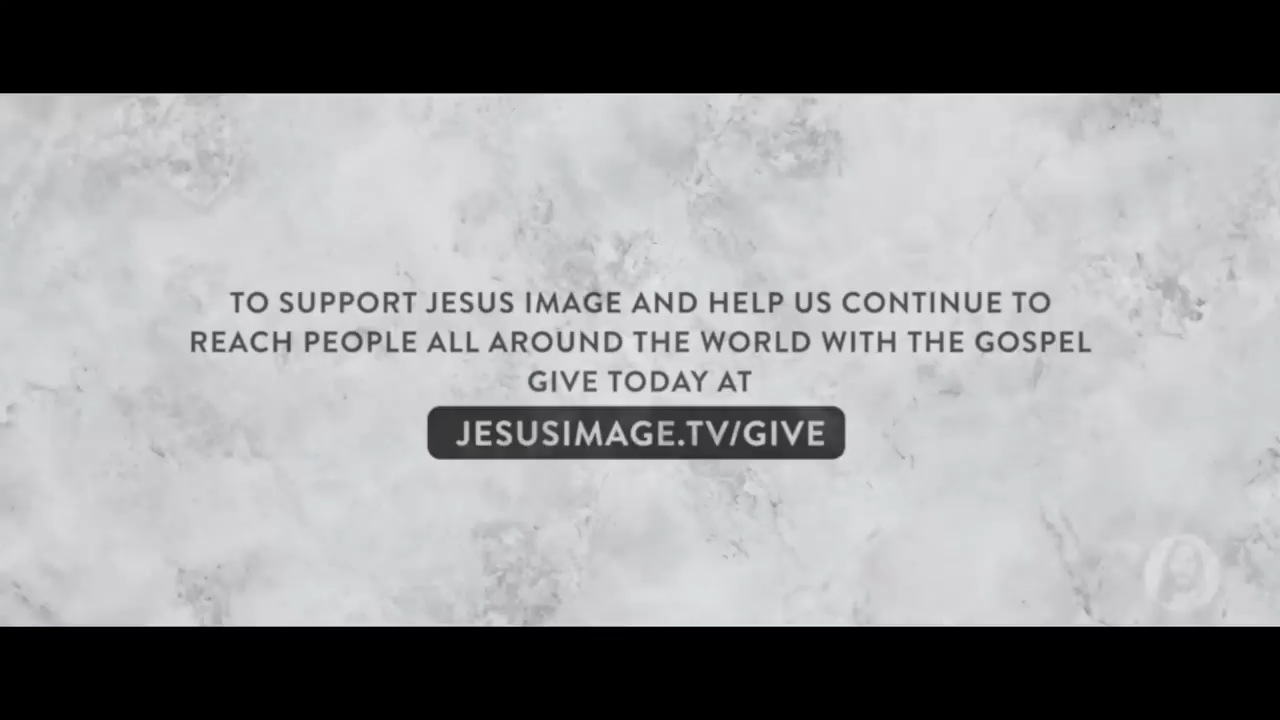 TO SUPPORT JESUS IMAGE AND HELP US CONTINUE TO
REACH PEOPLE ALL AROUND THE WORLD WITH THE GOSPEL
GIVE TODAY AT
JESUSIMAGE.TV/GIVE